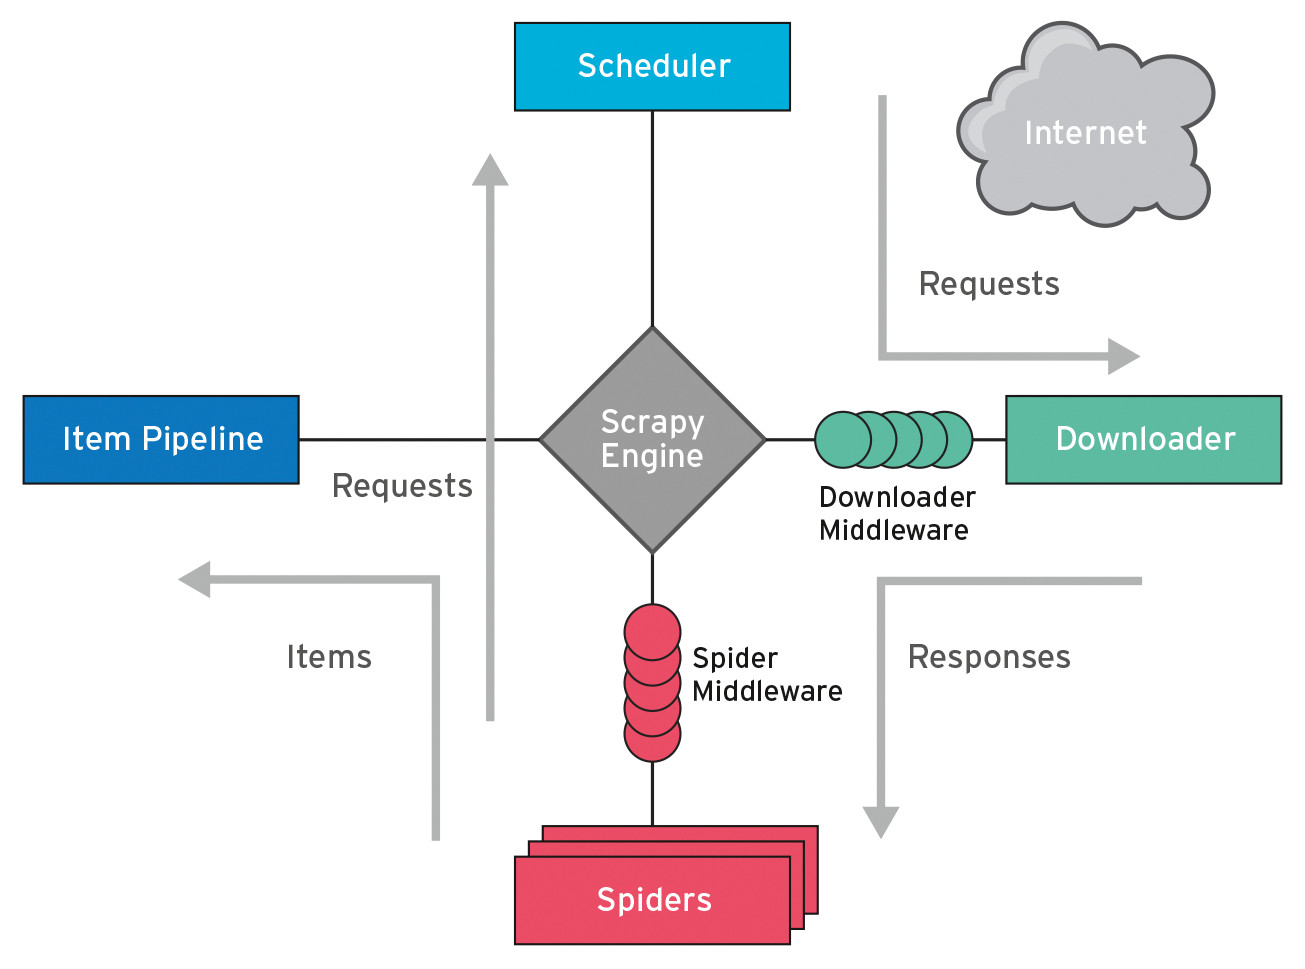 Scheduler
Internet
Requests
Item Pipeline
Scrapy
Engine
Downloader
Requests
Downloader
Middleware
Items
Spider
Middleware
Responses
Spiders